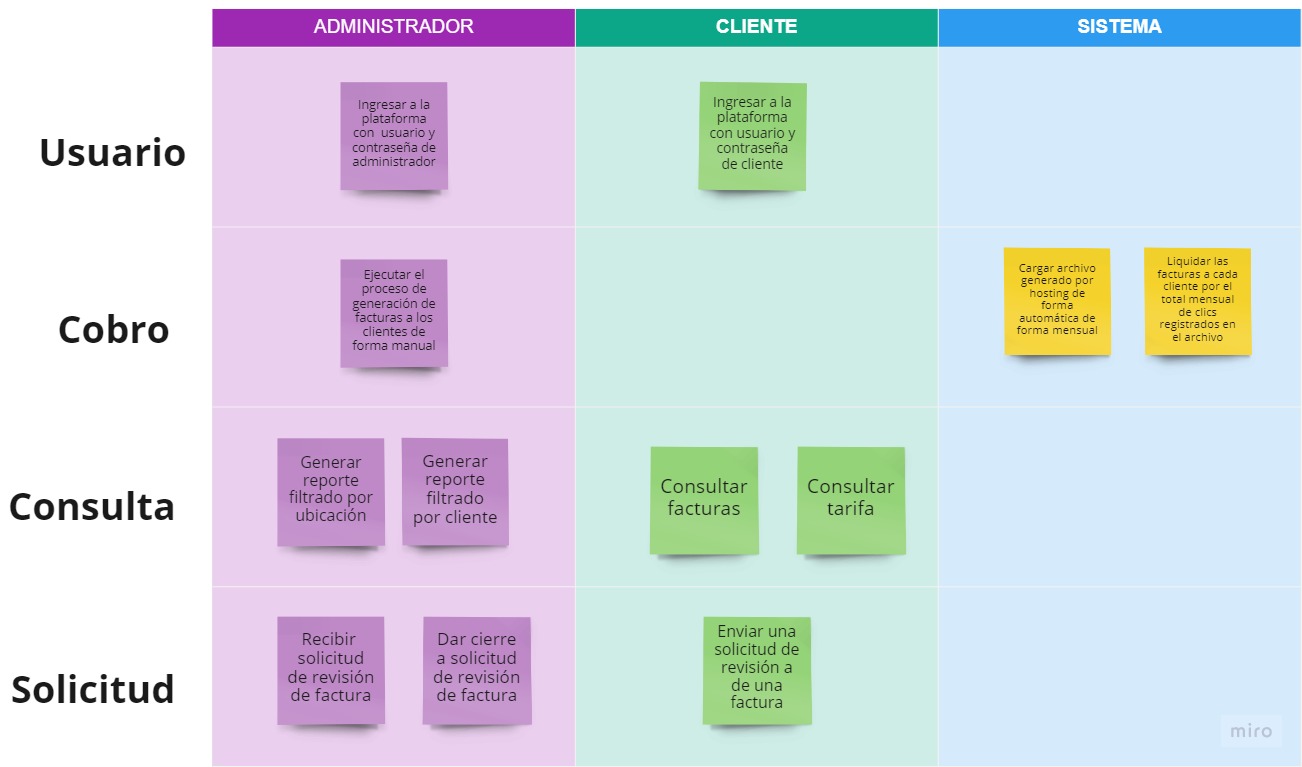 ADMINISTRADOR
CLIENTE
SISTEMA
Usuario
Ingresar a la
plataforma
con usuario y
contraseña de
administrador
Ingresar a la
plataforma
con usuario y
contraseña
de cliente
Cobro
Ejecutar el
proceso de
generación de
facturas a los
clientes de
forma manual
Cargar archivo
generado por
hosting de
forma
automática de
forma mensual
Liquidar las
facturas a cada
cliente por el
total mensual
de clics
registrados en
el archivo
Consulta
Generar
reporte
filtrado por
ubicación
Generar
reporte
filtrado
por cliente
Consultar
facturas
Consultar
tarifa
Solicitud
Recibir
solicitud
de revisión
de factura
Dar cierre
a solicitud
de revisión
de factura
Enviar una
solicitud de
revisión a
de una
factura
miro